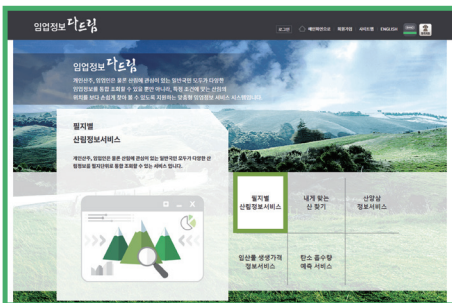 임업정보 다드림
로그인 메인화면으로 회원가입 사이트맵 ENGLISH
임업정보 다드림
개인산주, 임업인은 물론 산림에 관심이 있는 일반국민 모두가 다양한
임업정보를 통합 조회할 수 있을 뿐만 아니라, 특정 조건에 맞는 산림의
위치를 보다 손쉽게 찾아 볼 수 있도록 지원하는 맞춤형 임업정보 서비스 시스템입니다.
필지별
산림정보서비스
개인산주, 임업인은 물론 산림에 관심이 있는 일반국민 모두가 다양한 산
림정보를 필지단위로 통합 조회할 수 있는 서비스 입니다.
필지별
산림정보서비스
내게 맞는
산 찾기
산양삼
정보서비스
임산물 생생가격
정보서비스
탄소 흡수량
예측 서비스